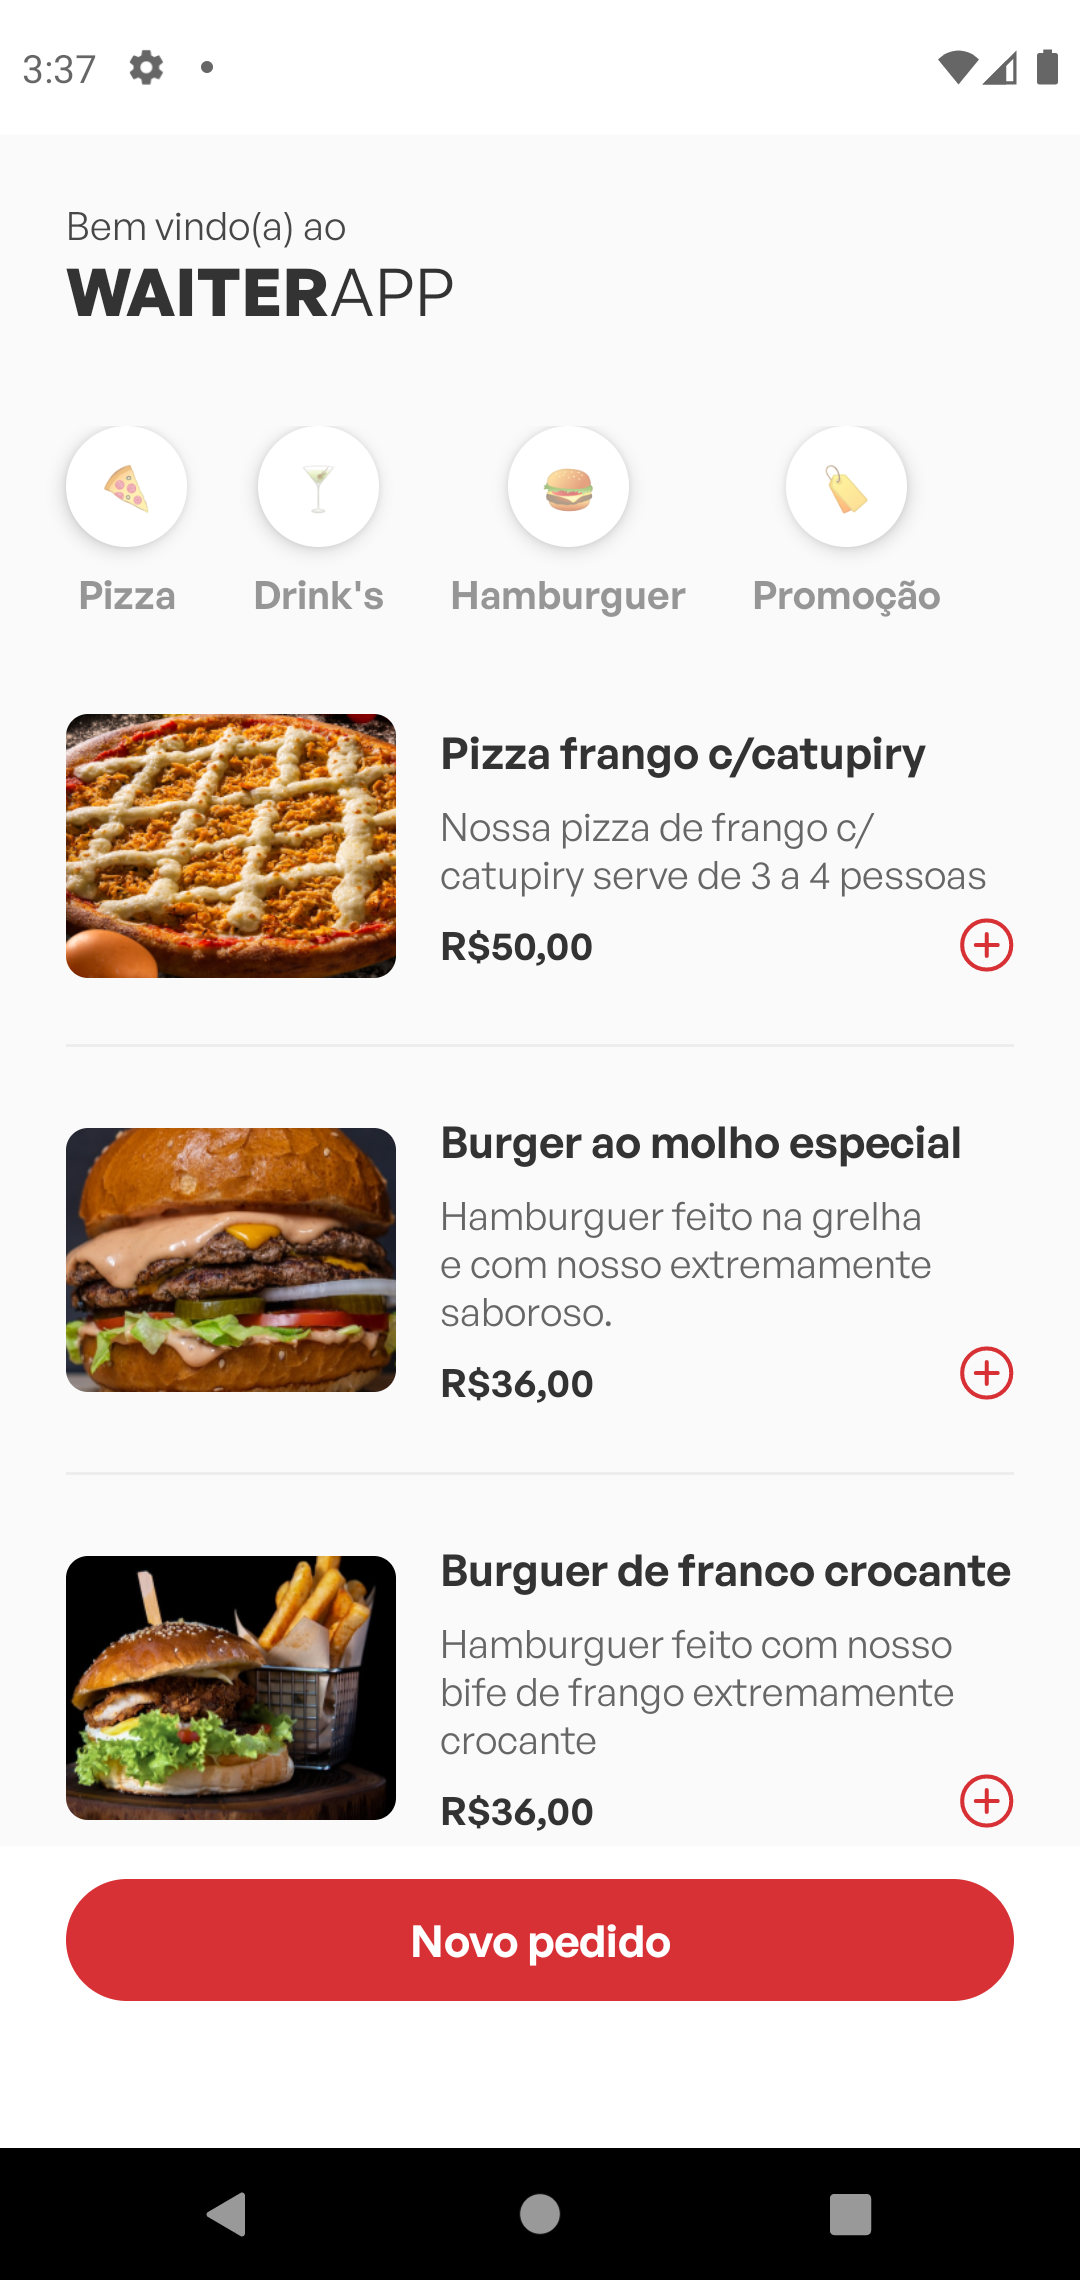 3:37
Bem vindo(a) ao
WAITERAPP
Pizza
Drink's
Hamburguer
Promoção
Pizza frango c/catupiry
Nossa pizza de frango c/
catupiry serve de 3 a 4 pessoas
R$50,00
Burger ao molho especial
Hamburguer feito na grelha
e com nosso extremamente
saboroso.
R$36,00
Burguer de franco crocante
Hamburguer feito com nosso
bife de frango extremamente
crocante
R$36,00
Novo pedido